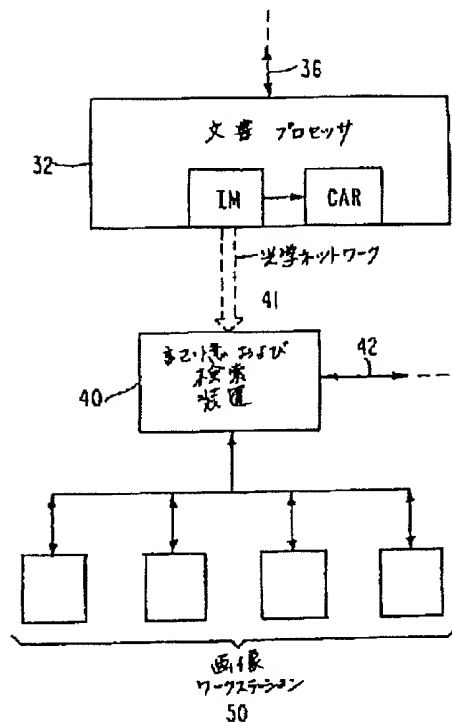 36
文書 プロセッサ
32
IM
CAR
光学ネットワーク
41
記憶および
検索
装置
40
42
画像
ワークステーション
50